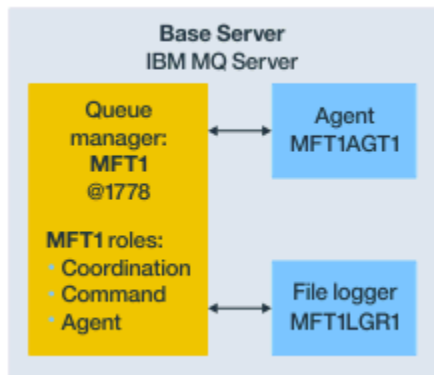 Base Server
IBM MQ Server
Queue
manager:
MFT1
@1778
MFT1 roles:
• Coordination
• Command
• Agent
Agent
MFT1AGT1
File logger
MFT1LGR1